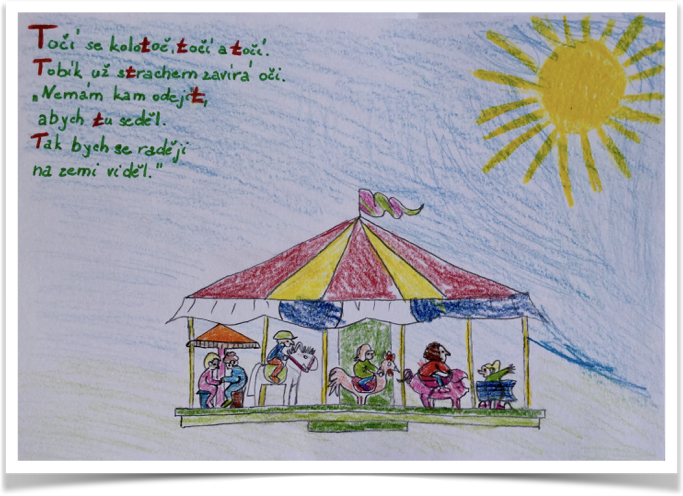 Točí se kolotoč, točí a točí.
Tobík už strachem zavírá oči.
„Nemám kam odejít,
abych tu seděl.
Tak bych se raději
na zemi viděl."